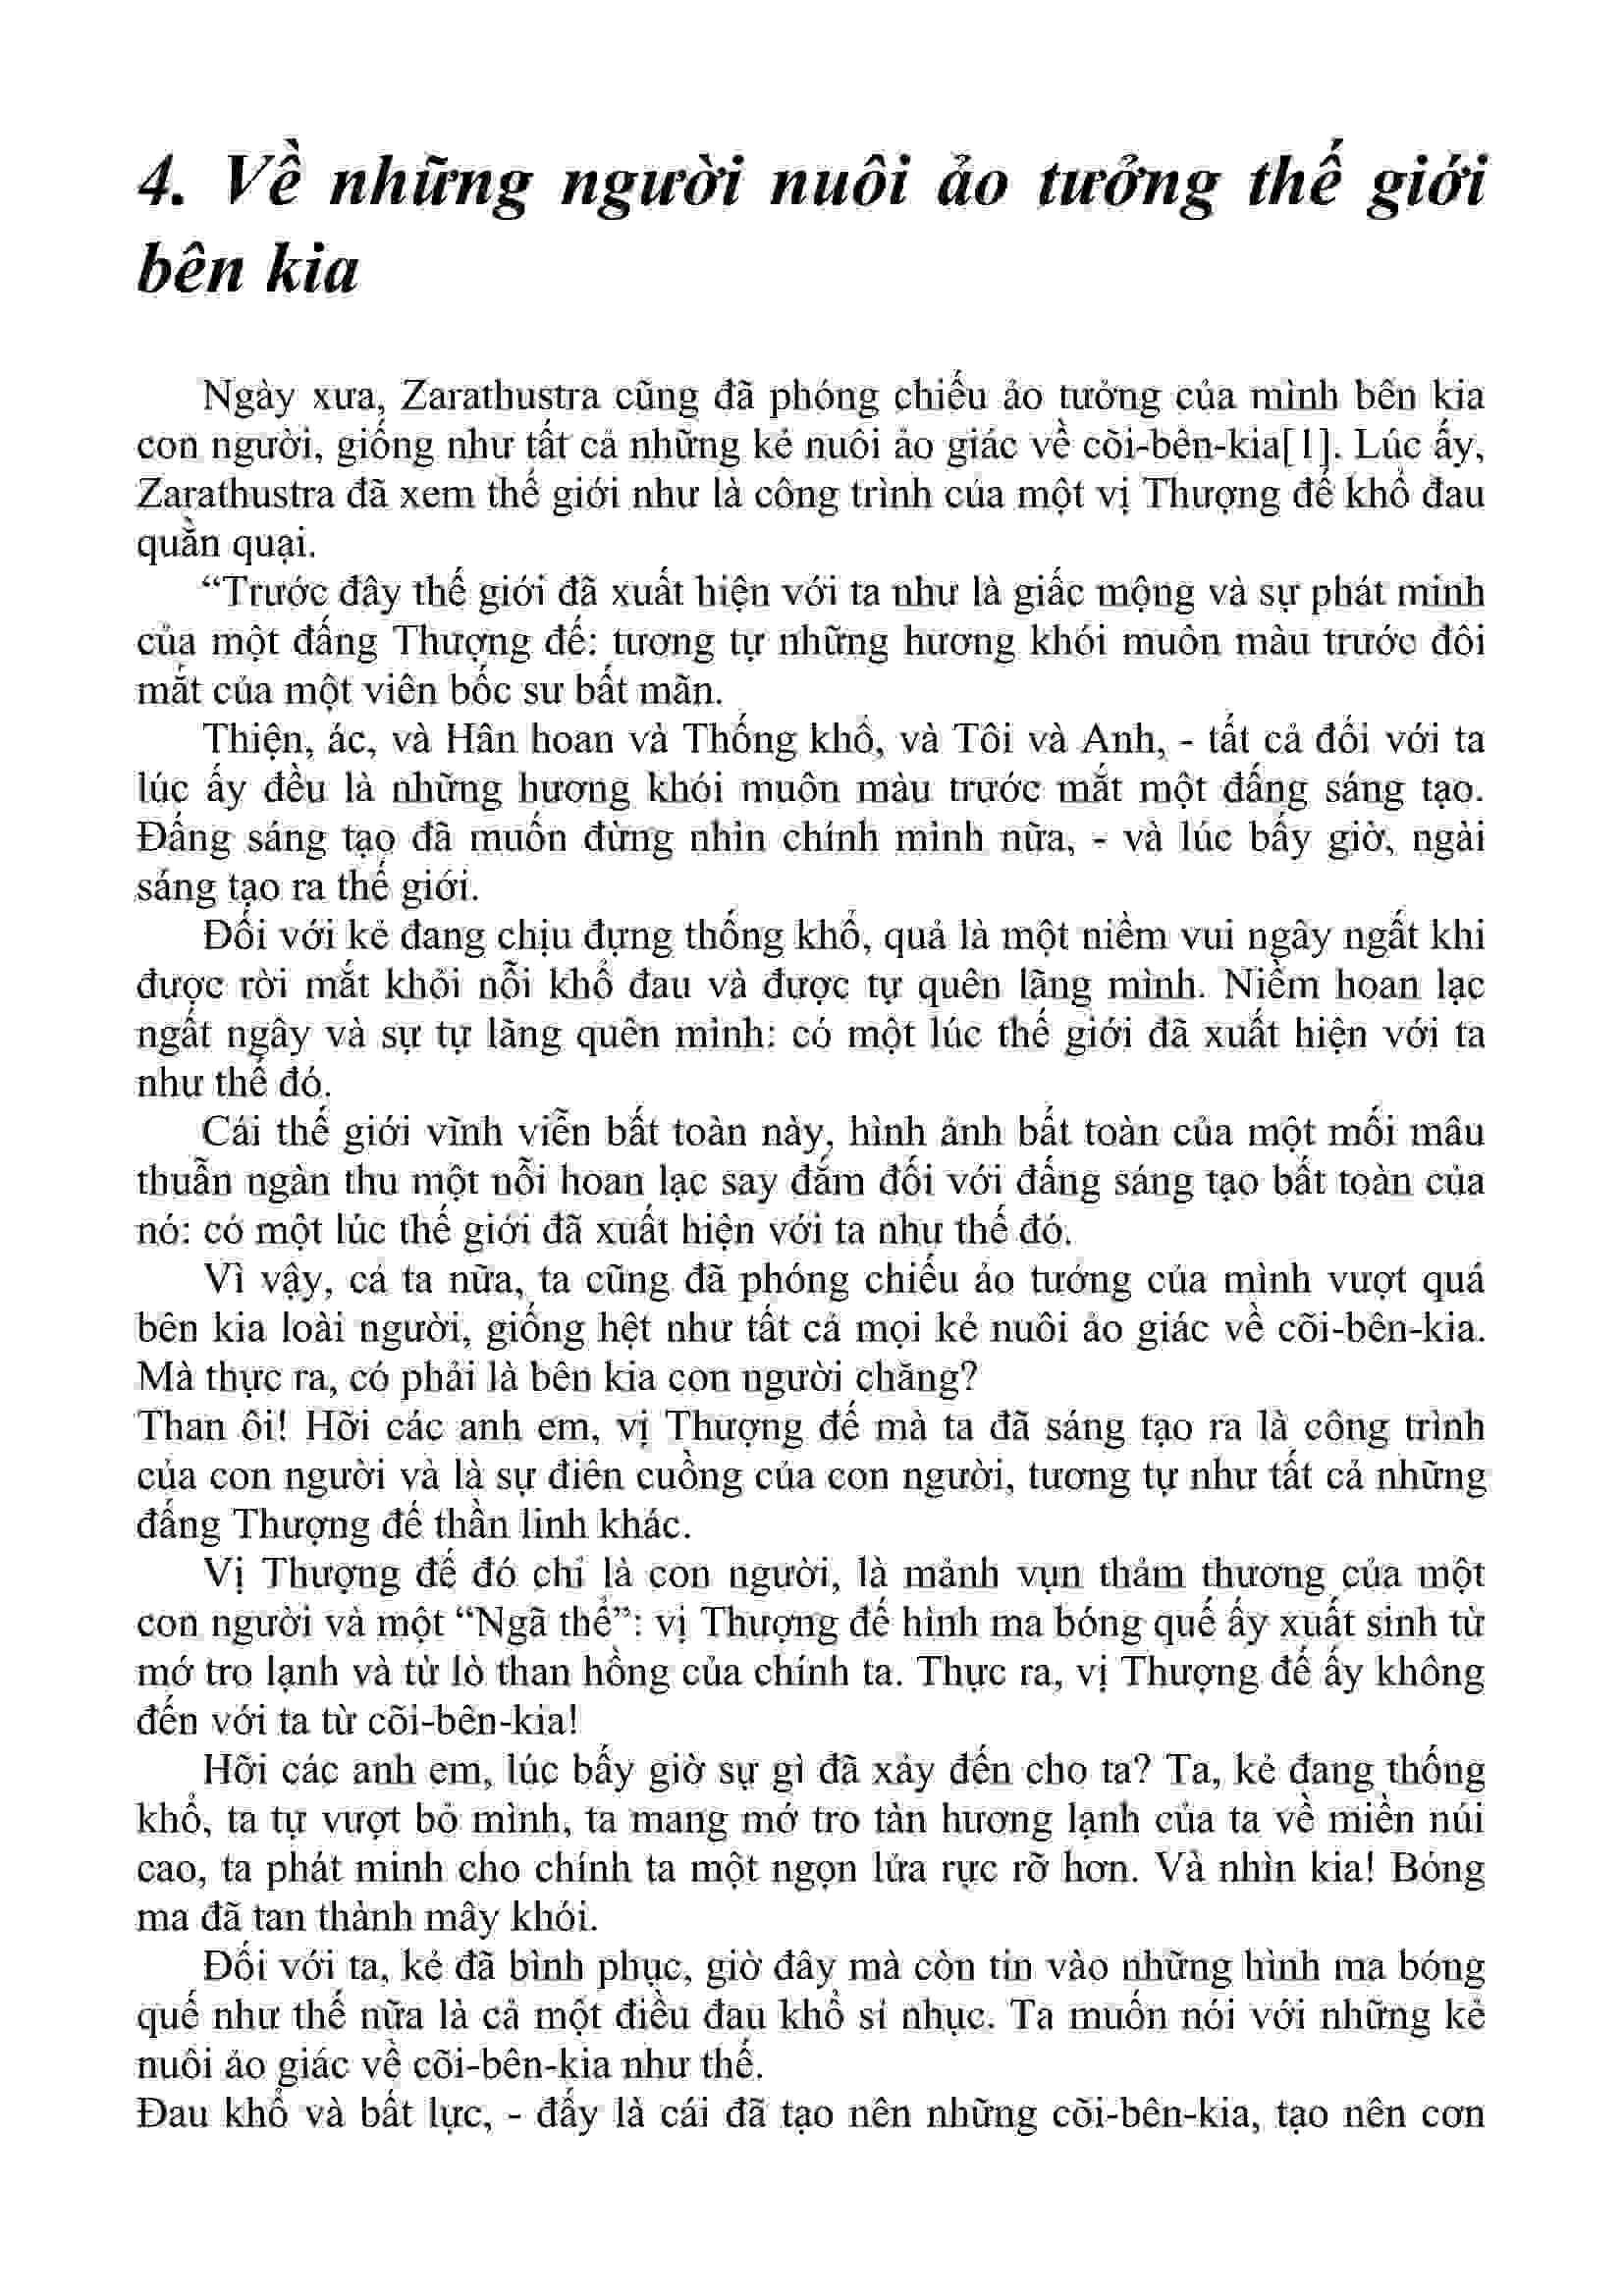 4. Về những người nuôi ảo tưởng thế giới
bên kia
Ngày xưa, Zarathustra cũng đã phóng chiếu ảo tưởng của mình bên kia
con người, giống như tất cả những kẻ nuôi ảo giác về cõi-bên-kia[1]. Lúc ấy,
Zarathustra đã xem thế giới như là công trình của một vị Thượng đế khổ đau
quằn quại.
“Trước đây thế giới đã xuất hiện với ta như là giấc mộng và sự phát minh
của một đấng Thượng đế: tương tự những hương khói muôn màu trước đôi
mắt của một viên bốc sư bất mãn.
Thiện, ác, và Hân hoan và Thống khổ, và Tôi và Anh, - tất cả đối với ta
lúc ấy đều là những hương khói muôn màu trước mắt một đấng sáng tạo.
Đấng sáng tạo đã muốn đừng nhìn chính mình nữa, - và lúc bấy giờ, ngài
sáng tạo ra thế giới.
Đối với kẻ đang chịu đựng thống khổ, quả là một niềm vui ngây ngất khi
được rời mắt khỏi nỗi khổ đau và được tự quên lãng mình. Niềm hoan lạc
ngất ngây và sự tự lãng quên mình: có một lúc thế giới đã xuất hiện với ta
như thế đó.
Cái thế giới vĩnh viễn bất toàn này, hình ảnh bất toàn của một mối mâu
thuẫn ngàn thu một nỗi hoan lạc say đắm đối với đấng sáng tạo bất toàn của
nó: có một lúc thế giới đã xuất hiện với ta như thế đó.
Vì vậy, cả ta nữa, ta cũng đã phóng chiếu ảo tưởng của mình vượt quá
bên kia loài người, giống hệt như tất cả mọi kẻ nuôi ảo giác về cõi-bên-kia.
Mà thực ra, có phải là bên kia con người chăng?
Than ôi! Hỡi các anh em, vị Thượng đế mà ta đã sáng tạo ra là công trình
của con người và là sự điên cuồng của con người, tương tự như tất cả những
đấng Thượng đế thần linh khác.
Vị Thượng đế đó chỉ là con người, là mảnh vụn thảm thương của một
con người và một “Ngã thể”: vị Thượng đế hình ma bóng quế ấy xuất sinh từ
mớ tro lạnh và từ lò than hồng của chính ta. Thực ra, vị Thượng đế ấy không
đến với ta từ cõi-bên-kia!
Hỡi các anh em, lúc bấy giờ sự gì đã xảy đến cho ta? Ta, kẻ đang thống
khổ, ta tự vượt bỏ mình, ta mang mớ tro tàn hương lạnh của ta về miền núi
cao, ta phát minh cho chính ta một ngọn lửa rực rỡ hơn. Và nhìn kia! Bóng
ma đã tan thành mây khói.
Đối với ta, kẻ đã bình phục, giờ đây mà còn tin vào những hình ma bóng
quế như thế nữa là cả một điều đau khổ sỉ nhục. Ta muốn nói với những kẻ
nuôi ảo giác về cõi-bên-kia như thế.
Đau khổ và bất lực, - đấy là cái đã tạo nên những cõi-bên-kia, tạo nên cơn